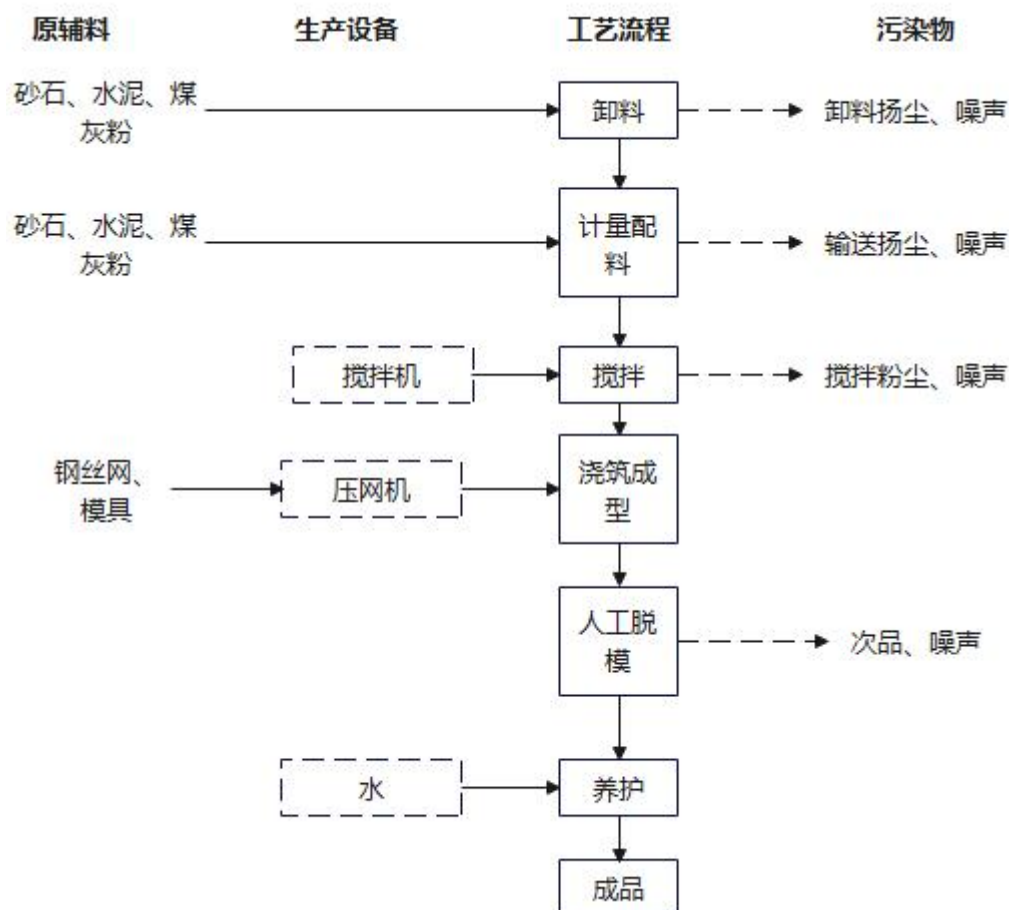 原辅料 生产设备 工艺流程 污染物
砂石、水泥、煤
灰粉
卸料
卸料扬尘、噪声
砂石、水泥、煤
灰粉
计量配
料
输送扬尘、噪声
搅拌机
搅拌
搅拌粉尘、噪声
钢丝网、
模具
压网机
浇筑成
型
人工脱
模
次品、噪声
水
养护
成品